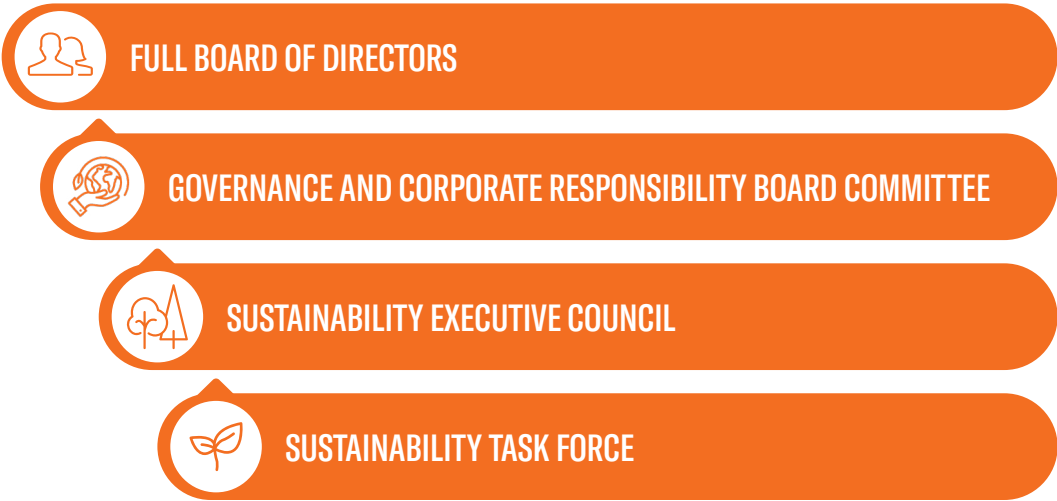 FULL BOARD OF DIRECTORS
GOVERNANCE AND CORPORATE RESPONSIBILITY BOARD COMMITTEE
SUSTAINABILITY EXECUTIVE COUNCIL
SUSTAINABILITY TASK FORCE